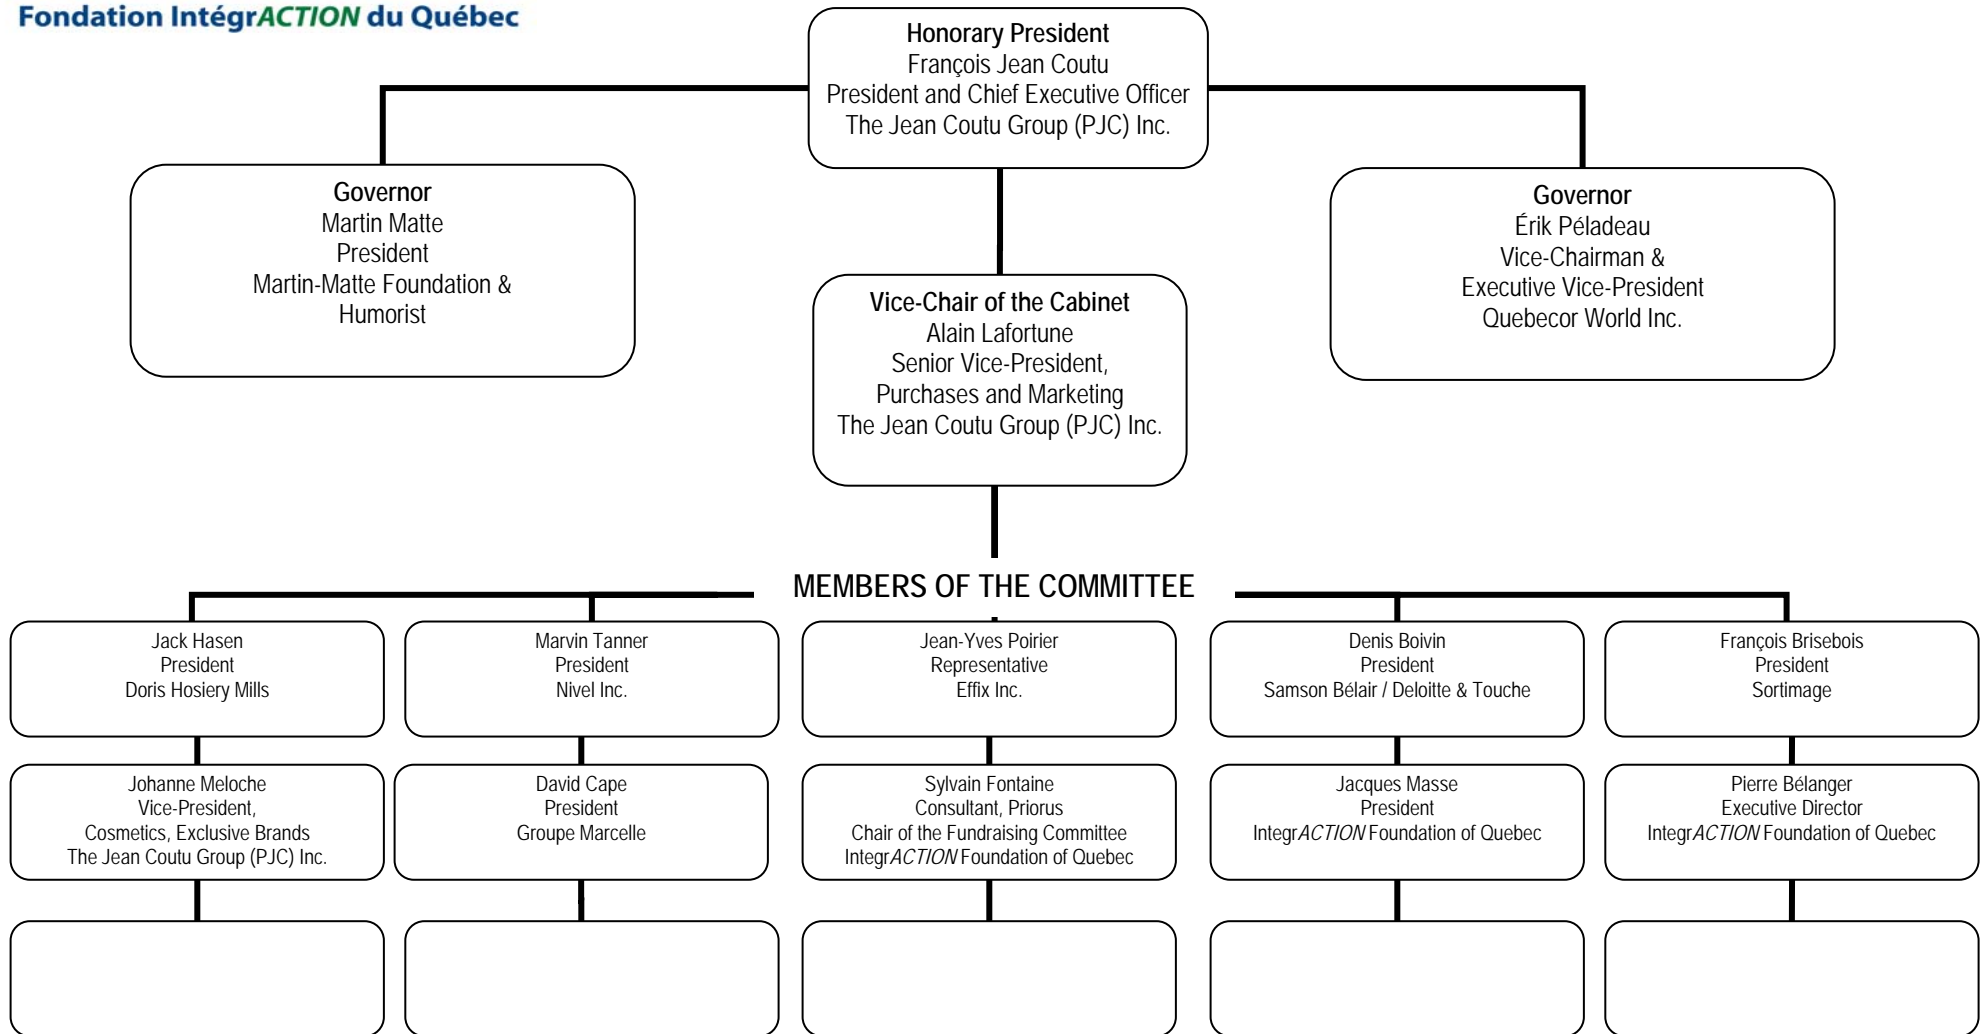 Fondation IntégrACTION du Québec
Honorary President
François Jean Coutu
President and Chief Executive Officer
The Jean Coutu Group (PJC) Inc.
Governor
Martin Matte
President
Martin-Matte Foundation &
Humorist
Governor
Érik Péladeau
Vice-Chairman &
Executive Vice-President
Quebecor World Inc.
Vice-Chair of the Cabinet
Alain Lafortune
Senior Vice-President,
Purchases and Marketing
The Jean Coutu Group (PJC) Inc.
MEMBERS OF THE COMMITTEE
Jack Hasen
President
Doris Hosiery Mills
Marvin Tanner
President
Nivel Inc.
Jean-Yves Poirier
Representative
Effix Inc.
Denis Boivin
President
Samson Bélair / Deloitte & Touche
François Brisebois
President
Sortimage
Johanne Meloche
Vice-President,
Cosmetics, Exclusive Brands
The Jean Coutu Group (PJC) Inc.
David Cape
President
Groupe Marcelle
Sylvain Fontaine
Consultant, Priorus
Chair of the Fundraising Committee
IntegrACTION Foundation of Quebec
Jacques Masse
President
IntegrACTION Foundation of Quebec
Pierre Bélanger
Executive Director
IntegrACTION Foundation of Quebec